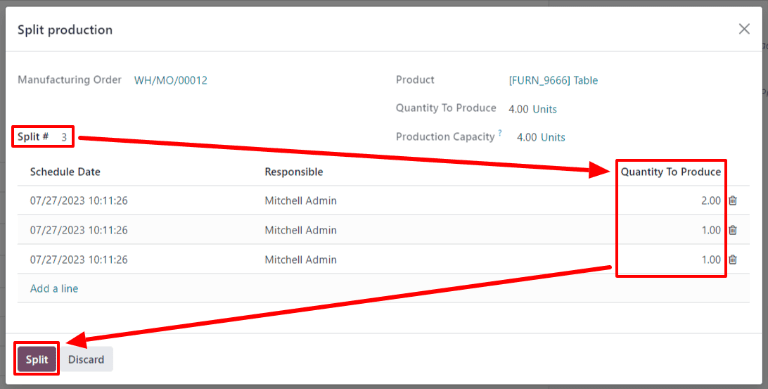 Split production
Manufacturing Order WH/MO/00012 Product [FURN_9666] Table
Quantity To Produce 4.00 Units
Split # 3 Production Capacity ? 4.00 Units
Schedule Date Responsible Quantity To Produce
07/27/2023 10:11:26 Mitchell Admin 2.00
07/27/2023 10:11:26 Mitchell Admin 1.00
07/27/2023 10:11:26 Mitchell Admin 1.00
Add a line
Split Discard